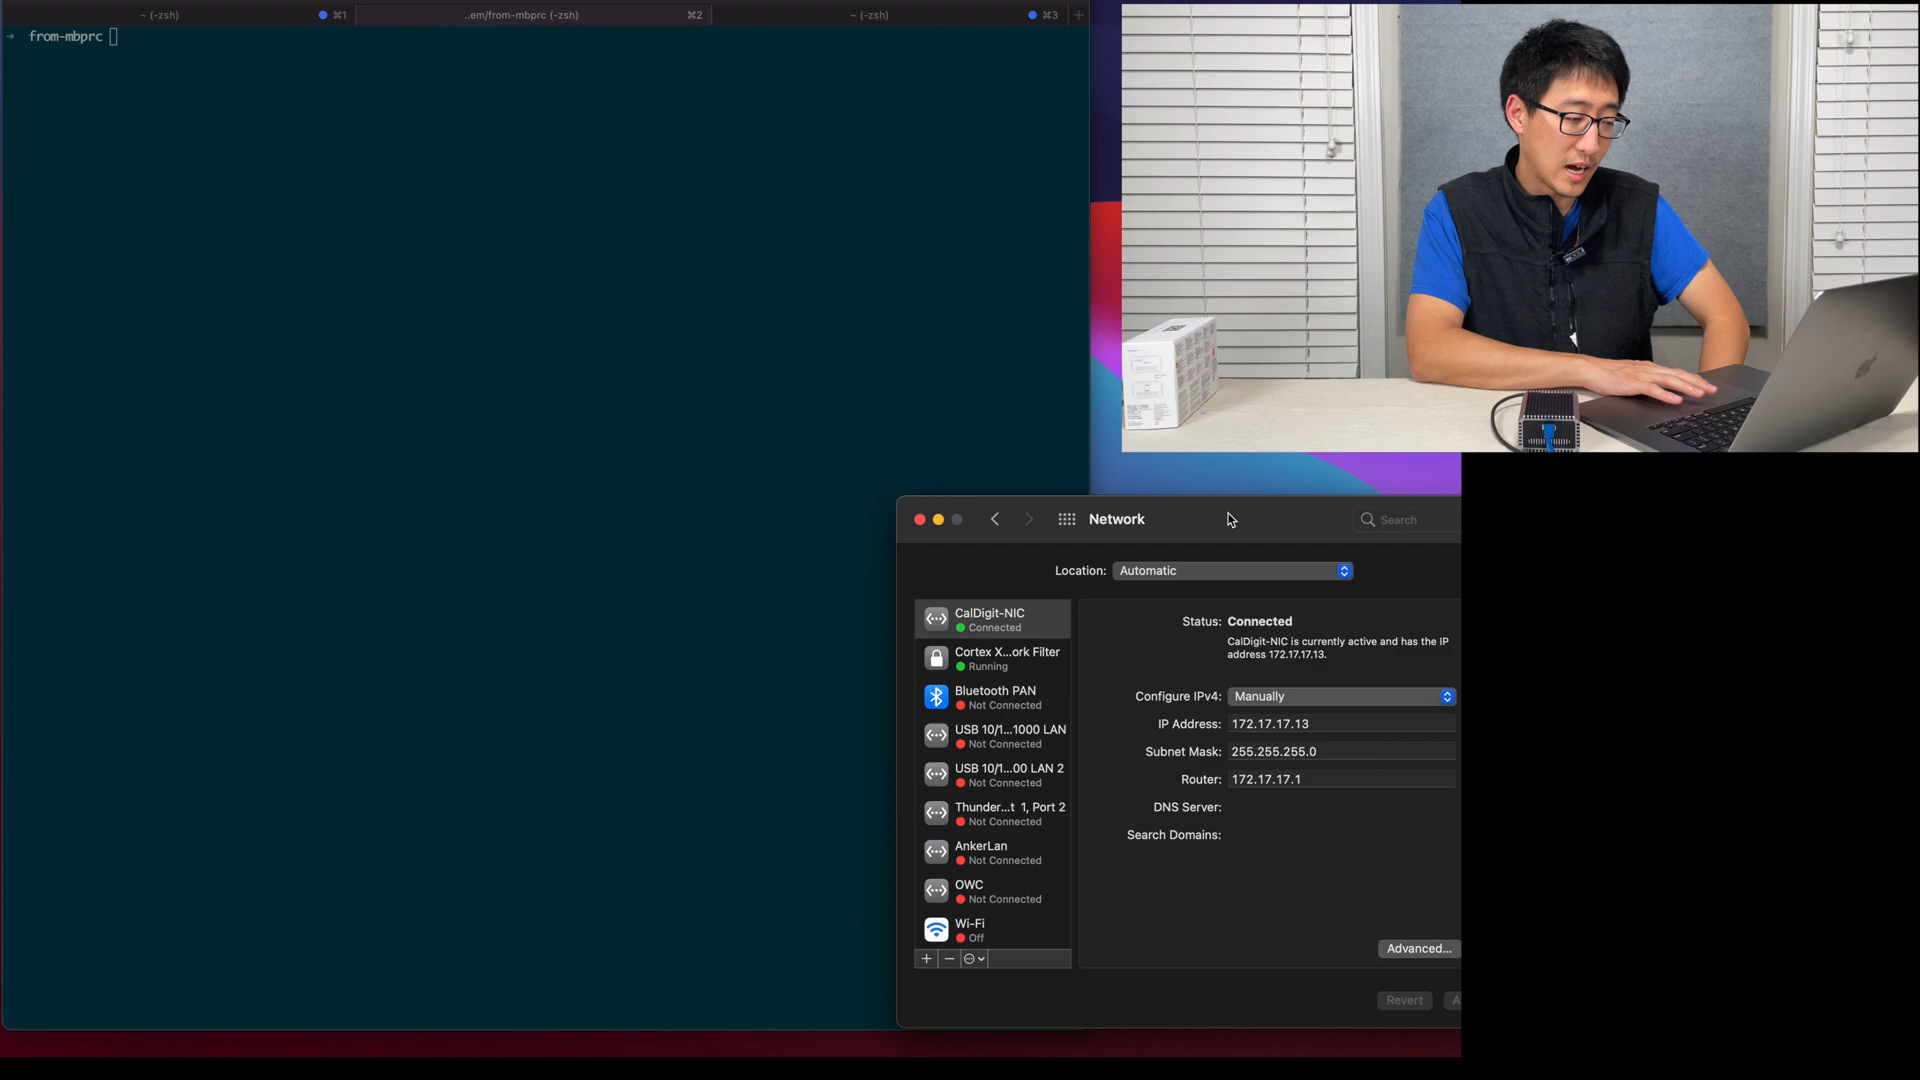 ~ (-zsh)
⌘1
..em/from-mbprc (-zsh)
⌘2
~ (-zsh)
⌘3
+
→ from-mbprc
Network
Search
Location:
Automatic
CalDigit-NIC
Connected
Cortex X...ork Filter
Running
Bluetooth PAN
Not Connected
USB 10/1...1000 LAN
Not Connected
USB 10/1...00 LAN 2
Not Connected
Thunder...t 1, Port 2
Not Connected
AnkerLan
Not Connected
OWC
Not Connected
Wi-Fi
Off
Status: Connected
CalDigit-NIC is currently active and has the IP
address 172.17.17.13.
Configure IPv4: Manually
IP Address: 172.17.17.13
Subnet Mask: 255.255.255.0
Router: 172.17.17.1
DNS Server:
Search Domains:
Advanced...
Revert